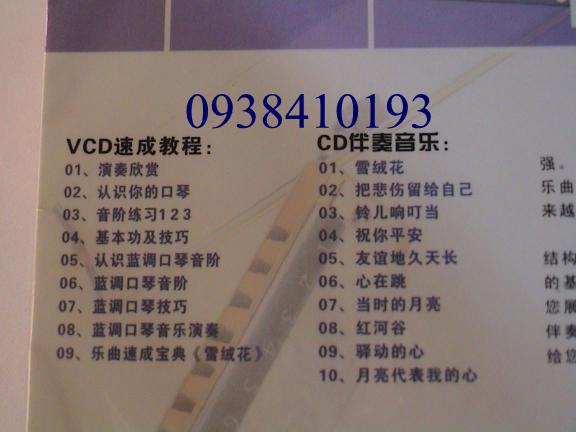 0938410193
VCD速成教程：
01、演奏欣赏
02、认识你的口琴
03、音阶练习123
04、基本功及技巧
05、认识蓝调口琴音阶
06、蓝调口琴音阶
07、蓝调口琴技巧
08、蓝调口琴音乐演奏
09、乐曲速成宝典《雪绒花》
CD伴奏音乐：
01、雪绒花
02、把悲伤留给自己
03、铃儿响叮当
04、祝你平安
05、友谊地久天长
06、心在跳
07、当时的月亮
08、红河谷
09、驿动的心
10、月亮代表我的心
强。
乐曲
来越
结构
的基
您展
伴奏
给您